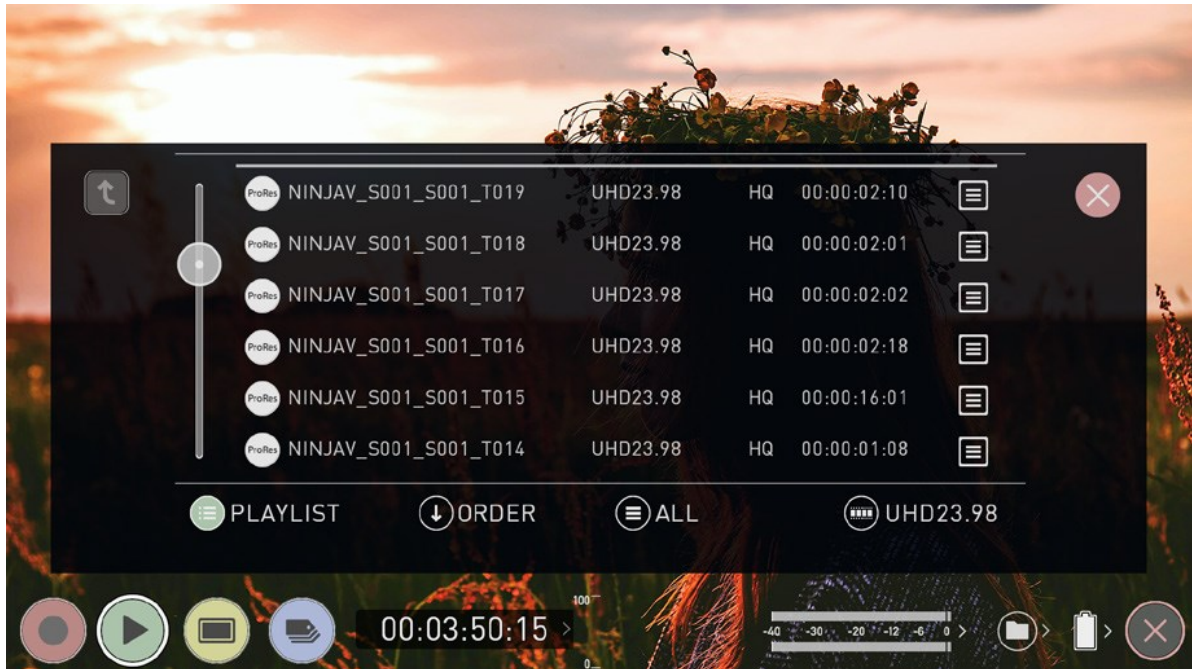 ProRes NINJAV_S001_S001_T019 UHD23.98 HQ 00:00:02:10
ProRes NINJAV_S001_S001_T018 UHD23.98 HQ 00:00:02:01
ProRes NINJAV_S001_S001_T017 UHD23.98 HQ 00:00:02:02
ProRes NINJAV_S001_S001_T016 UHD23.98 HQ 00:00:02:18
ProRes NINJAV_S001_S001_T015 UHD23.98 HQ 00:00:16:01
ProRes NINJAV_S001_S001_T014 UHD23.98 HQ 00:00:01:08
PLAYLIST ORDER ALL UHD23.98
100
00:03:50:15 > -40 -30 -20 -12 -6 0 > > >
0